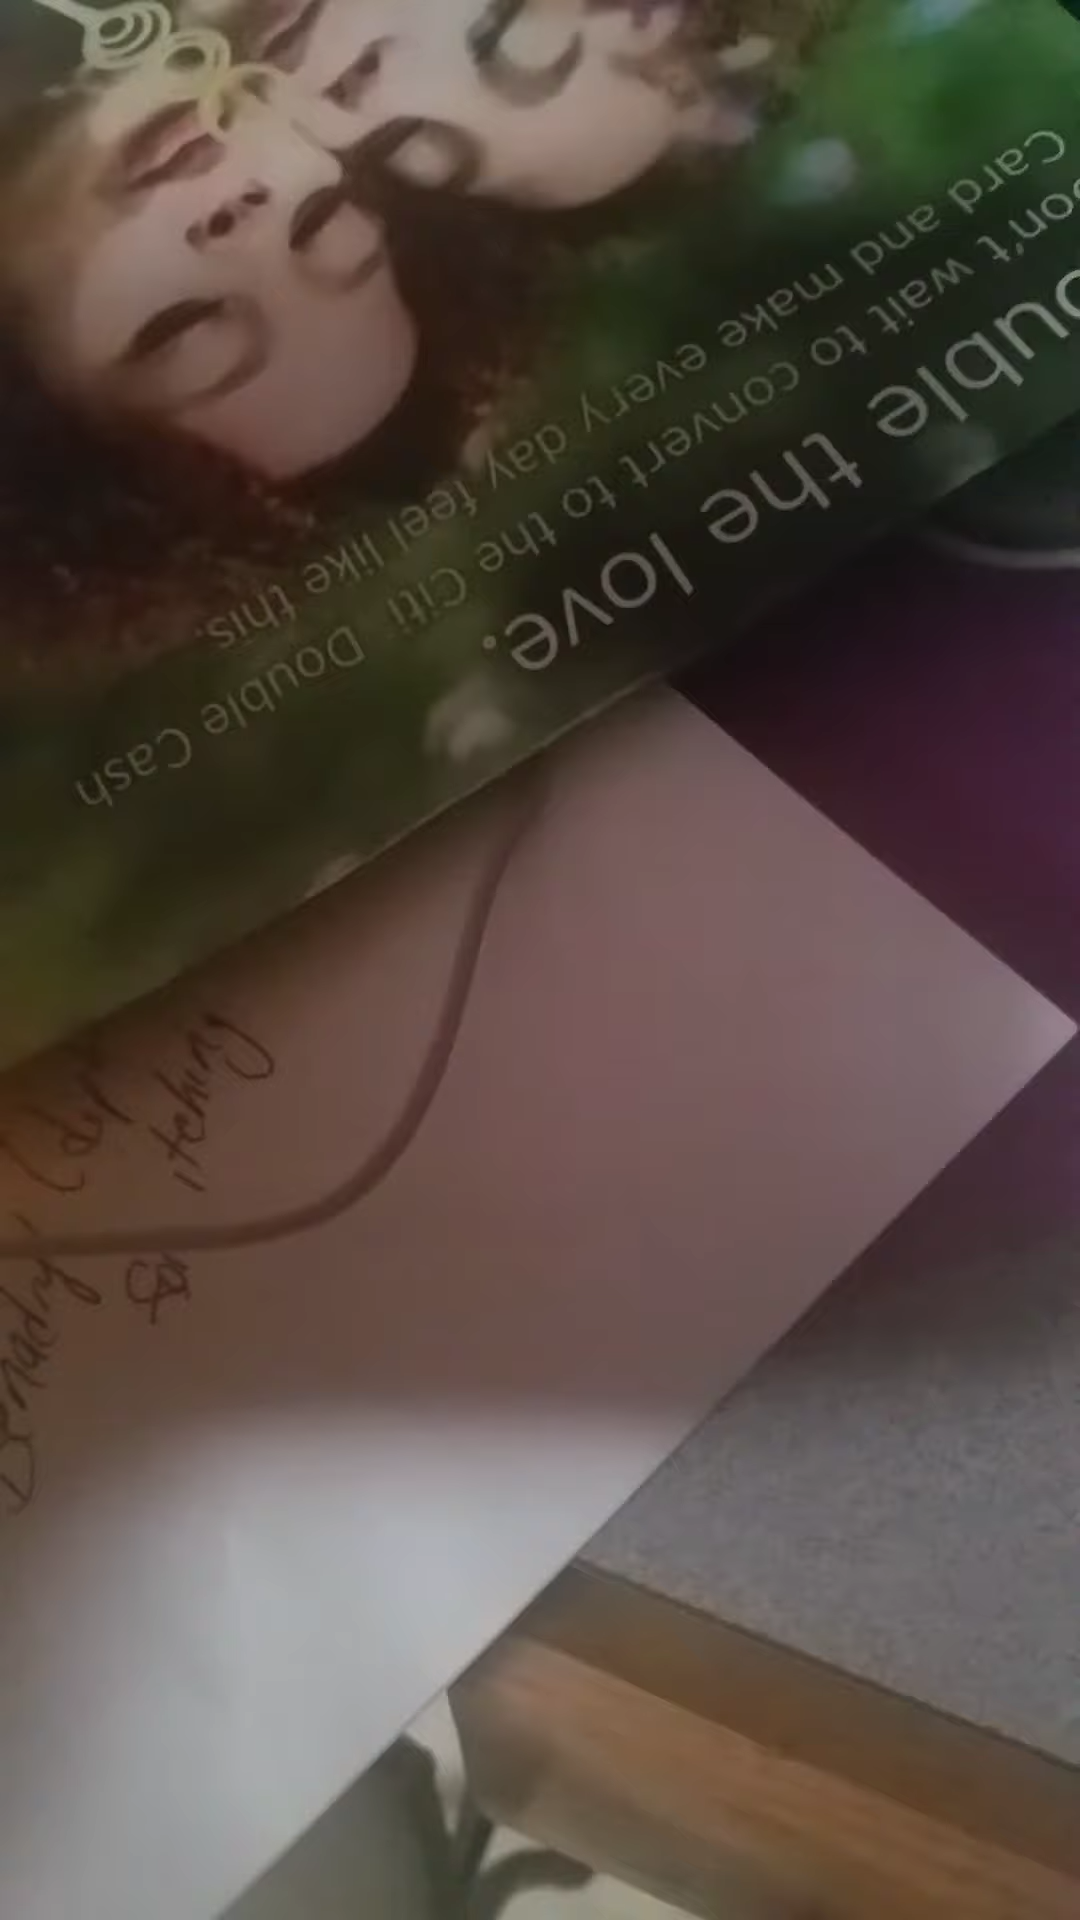 ouble the love.
on't wait to convert to the Citi Double Cash
Card and make every day feel like this.
for itching